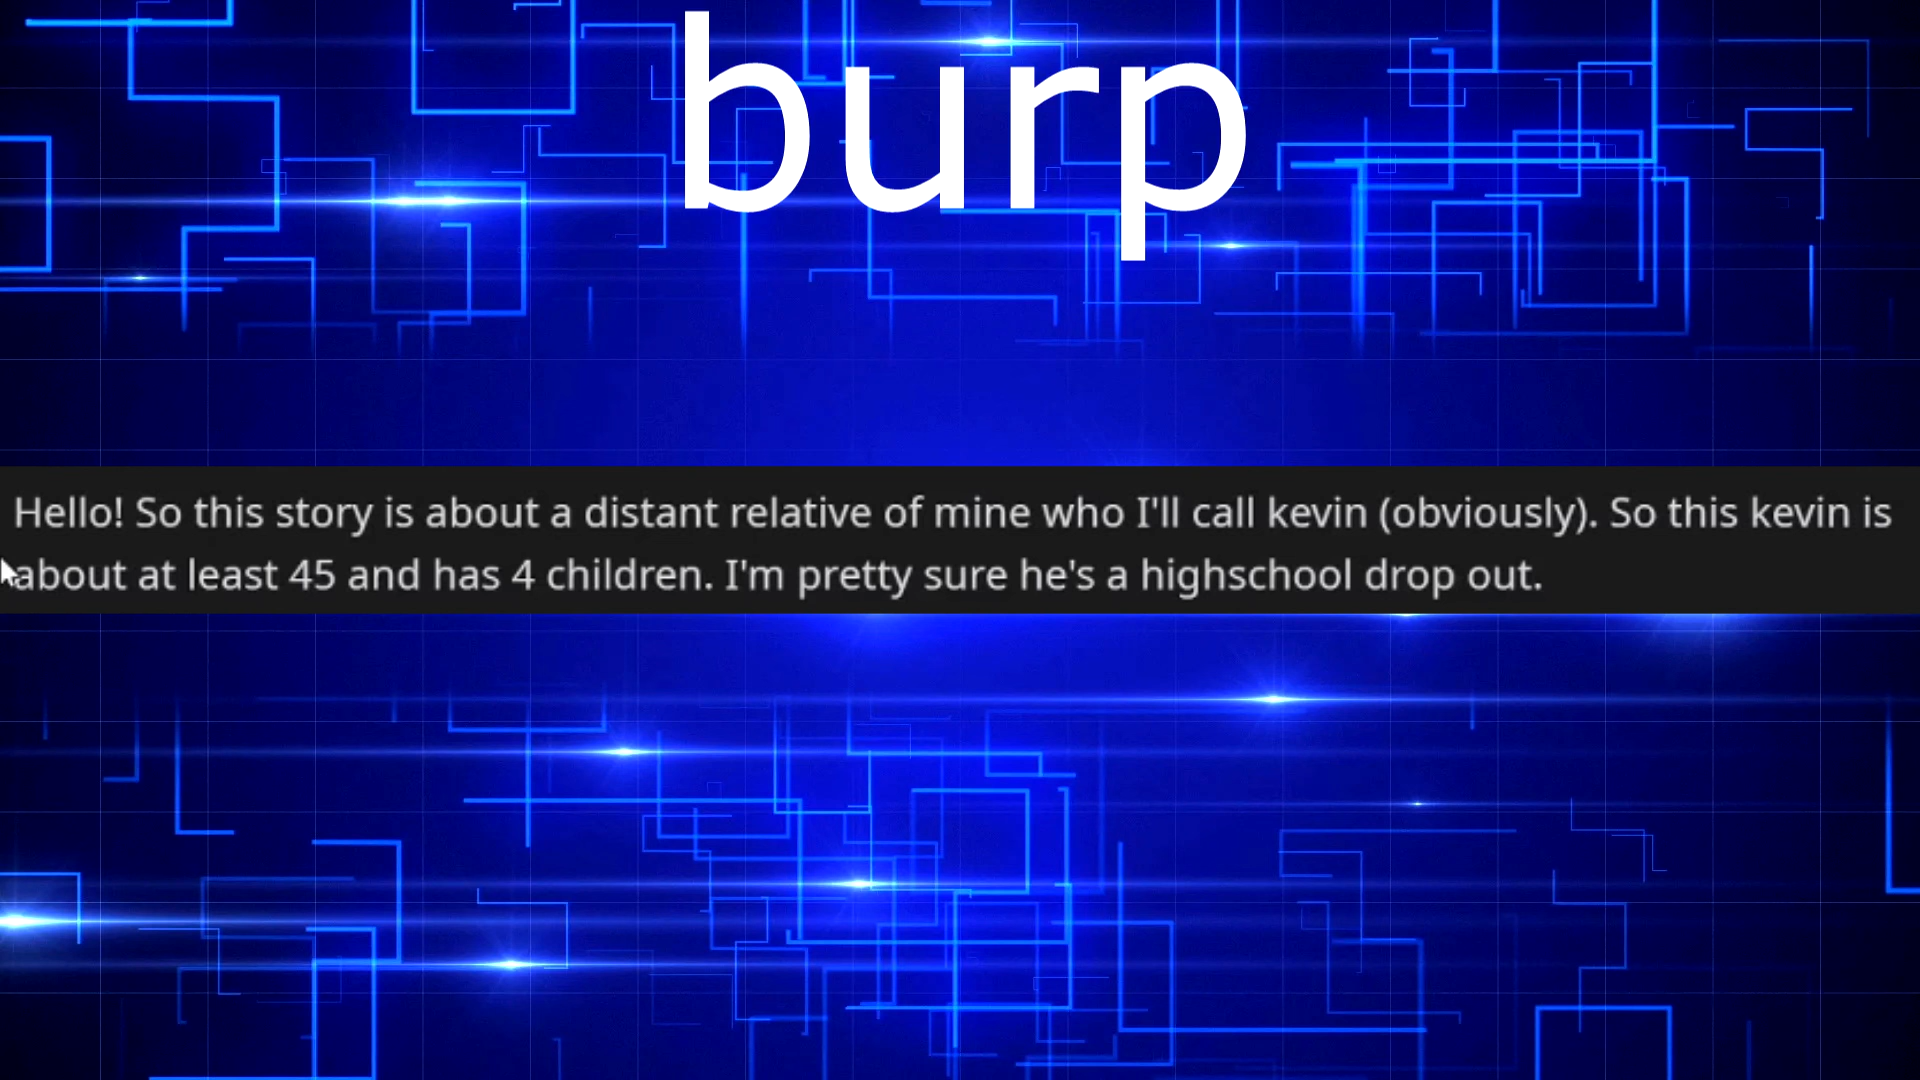 burp
Hello! So this story is about a distant relative of mine who I'll call kevin (obviously). So this kevin is
about at least 45 and has 4 children. I'm pretty sure he's a highschool drop out.